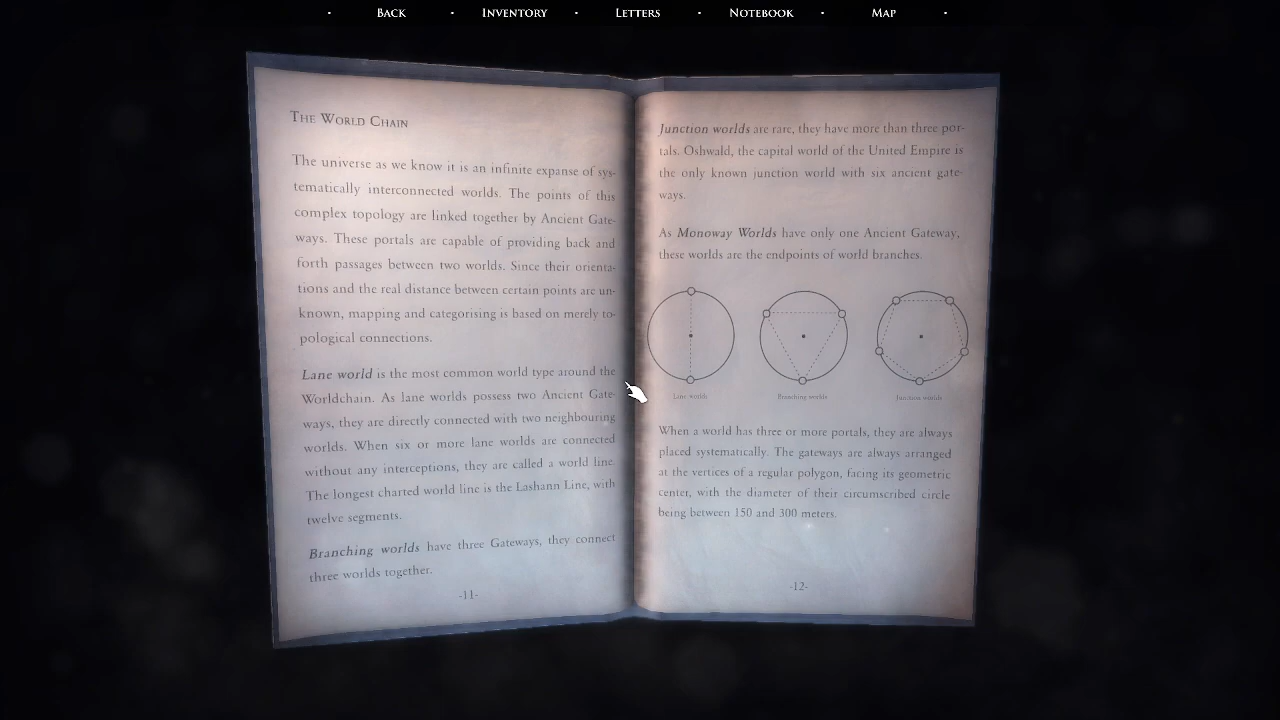 · BACK · INVENTORY · LETTERS · NOTEBOOK · MAP ·
THE WORLD CHAIN
The universe as we know it is an infinite expanse of sys-
tematically interconnected worlds. The points of this
complex topology are linked together by Ancient Gate-
ways. These portals are capable of providing back and
forth passages between two worlds. Since their orienta-
tions and the real distance between certain points are un-
known, mapping and categorising is based on merely to-
pological connections.
Lane world is the most common world type around the
Worldchain. As lane worlds possess two Ancient Gate-
ways, they are directly connected with two neighbouring
worlds. When six or more lane worlds are connected
without any interceptions, they are called a world line.
The longest charted world line is the Lashann Line, with
twelve segments.
Branching worlds have three Gateways, they connect
three worlds together.
-11-
Junction worlds are rare, they have more than three por-
tals. Oshwald, the capital world of the United Empire is
the only known junction world with six ancient gate-
ways.
As Monoway Worlds have only one Ancient Gateway,
these worlds are the endpoints of world branches.
Lane worlds
Branching worlds
Junction worlds
When a world has three or more portals, they are always
placed systematically. The gateways are always arranged
at the vertices of a regular polygon, facing its geometric
center, with the diameter of their circumscribed circle
being between 150 and 300 meters.
-12-